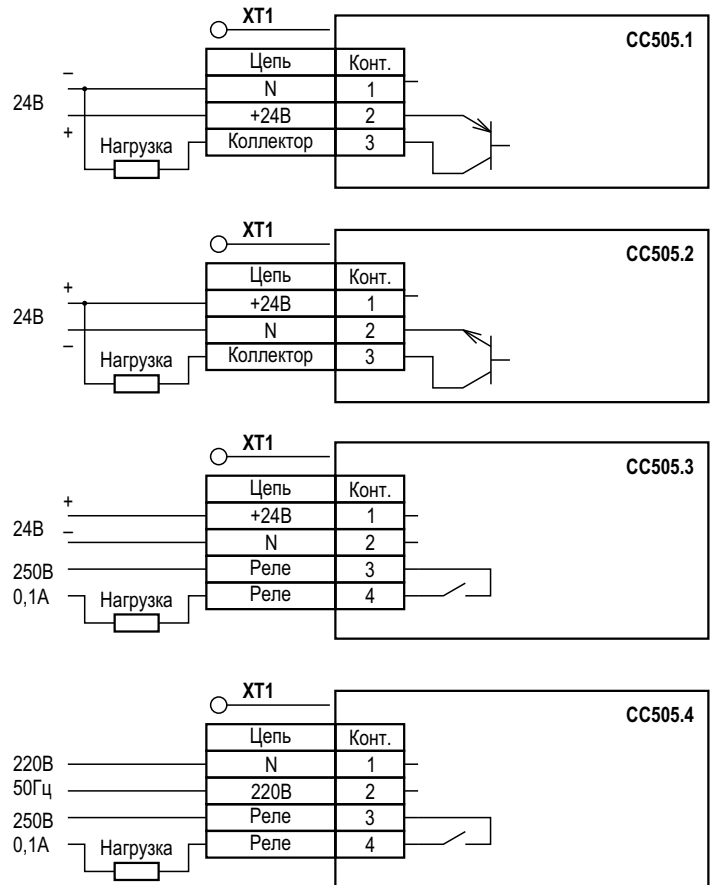 XT1
CC505.1
Цепь Конт.
–
24В
N 1
+24В 2
+
Нагрузка
Коллектор 3
XT1
CC505.2
Цепь Конт.
+
24В
+24В 1
N 2
–
Нагрузка
Коллектор 3
XT1
CC505.3
Цепь Конт.
+
+24В 1
24В
–
N 2
250В
Реле 3
0,1А
Нагрузка
Реле 4
XT1
CC505.4
Цепь Конт.
220В
N 1
50Гц
220В 2
250В
Реле 3
0,1А
Нагрузка
Реле 4